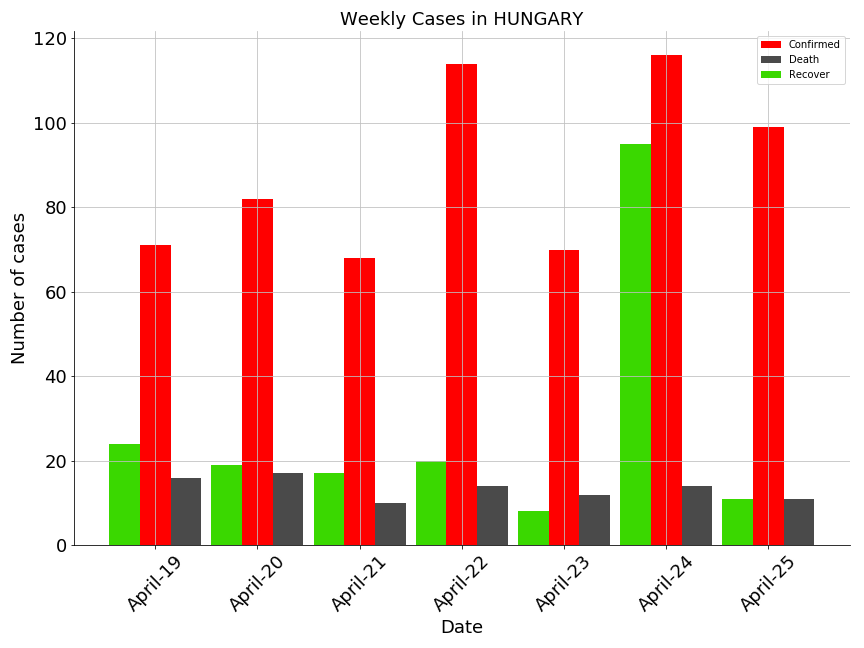 Weekly Cases in HUNGARY
Confirmed
Death
Recover
Number of cases
120
100
80
60
40
20
0
April-19
April-20
April-21
April-22
April-23
April-24
April-25
Date